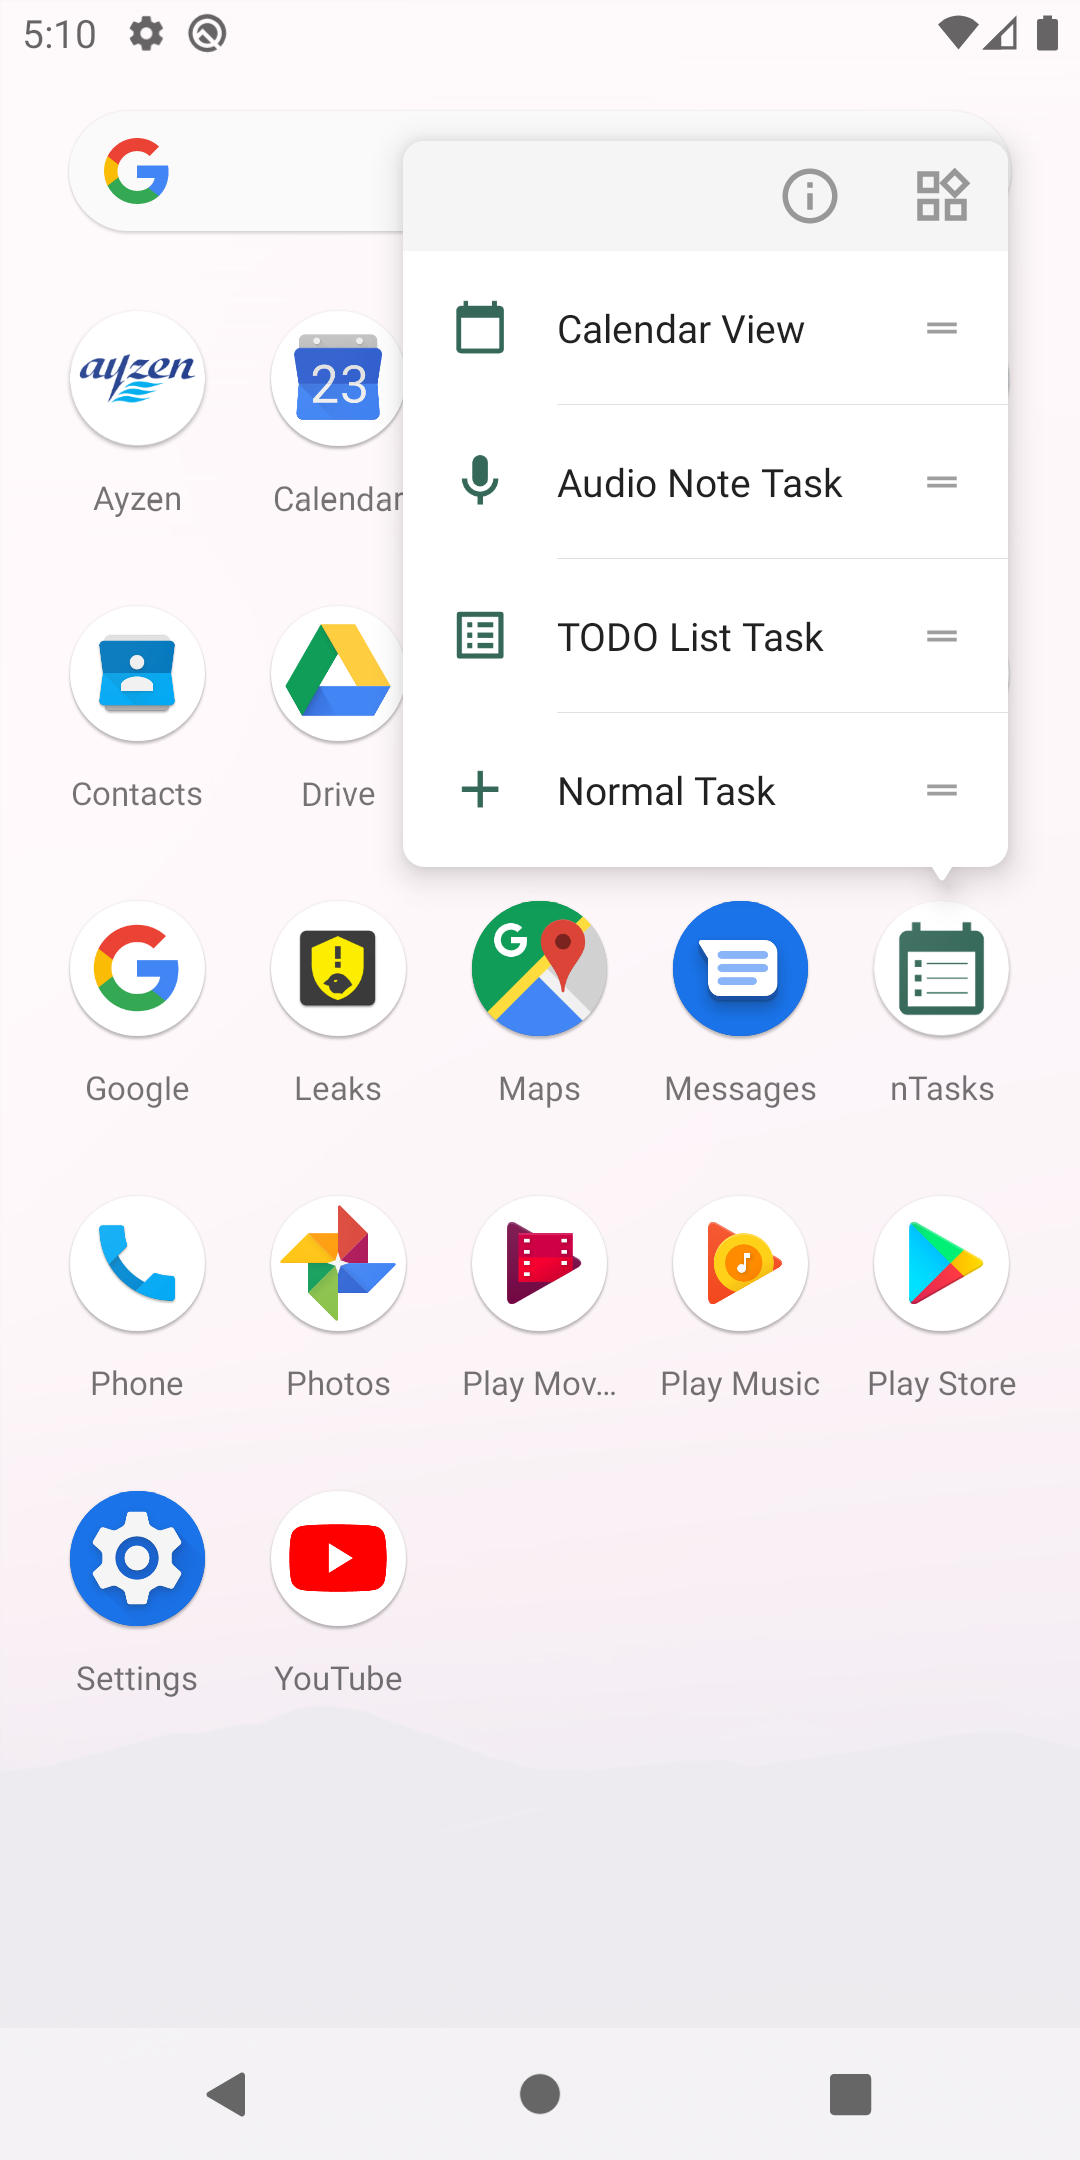 5:10
Calendar View
Audio Note Task
TODO List Task
Normal Task
ayzen
23
Ayzen
Calendar
Contacts
Drive
Google
Leaks
Maps
Messages
nTasks
Phone
Photos
Play Mov...
Play Music
Play Store
Settings
YouTube